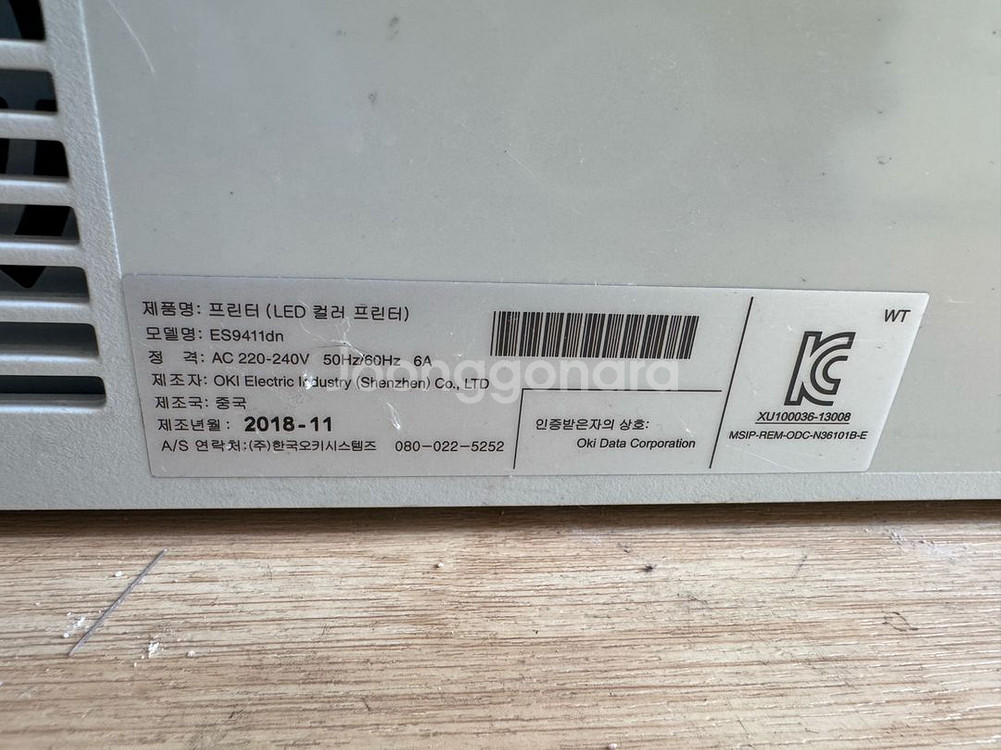 제품명: 프린터 (LED 컬러 프린터)
모델명: ES9411dn
정 격: AC 220-240V 50Hz/60Hz 6A
제조자: OKI Electric Industry (Shenzhen) Co., LTD
제조국: 중국
제조년월: 2018-11
A/S 연락처:(주)한국오키시스템즈 080-022-5252
인증받은자의 상호:
Oki Data Corporation
WT
KC
XU100036-13008
MSIP-REM-ODC-N36101B-E
joonggonara